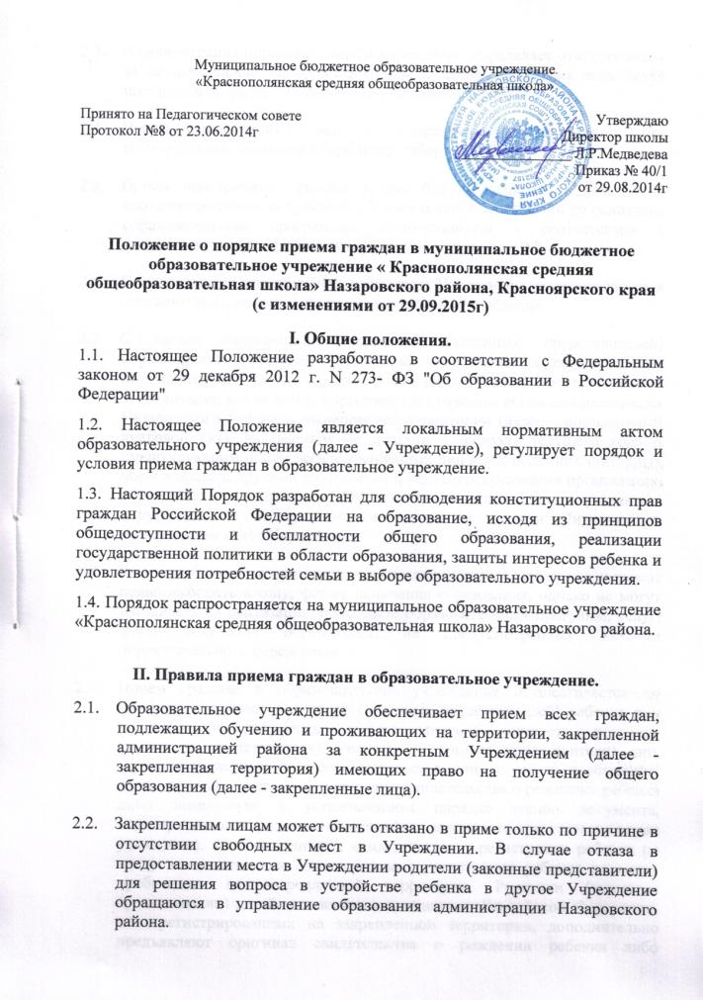 Муниципальное бюджетное образовательное учреждение
«Краснополянская средняя общеобразовательная школа»
Принято на Педагогическом совете
Протокол №8 от 23.06.2014г
Утверждаю
Директор школы
Л.Р.Медведева
Приказ № 40/1
от 29.08.2014г
Положение о порядке приема граждан в муниципальное бюджетное
образовательное учреждение « Краснополянская средняя
общеобразовательная школа» Назаровского района, Красноярского края
(с изменениями от 29.09.2015г)
I. Общие положения.
1.1. Настоящее Положение разработано в соответствии с Федеральным
законом от 29 декабря 2012 г. N 273- ФЗ "Об образовании в Российской
Федерации"
1.2. Настоящее Положение является локальным нормативным актом
образовательного учреждения (далее - Учреждение), регулирует порядок и
условия приема граждан в образовательное учреждение.
1.3. Настоящий Порядок разработан для соблюдения конституционных прав
граждан Российской Федерации на образование, исходя из принципов
общедоступности и бесплатности общего образования, реализации
государственной политики в области образования, защиты интересов ребенка и
удовлетворения потребностей семьи в выборе образовательного учреждения.
1.4. Порядок распространяется на муниципальное образовательное учреждение
«Краснополянская средняя общеобразовательная школа» Назаровского района.
II. Правила приема граждан в образовательное учреждение.
2.1. Образовательное учреждение обеспечивает прием всех граждан,
подлежащих обучению и проживающих на территории, закрепленной
администрацией района за конкретным Учреждением (далее -
закрепленная территория) имеющих право на получение общего
образования (далее - закрепленные лица).
2.2. Закрепленным лицам может быть отказано в приме только по причине в
отсутствии свободных мест в Учреждении. В случае отказа в
предоставлении места в Учреждении родители (законные представители)
для решения вопроса в устройстве ребенка в другое Учреждение
обращаются в управление образования администрации Назаровского
района.